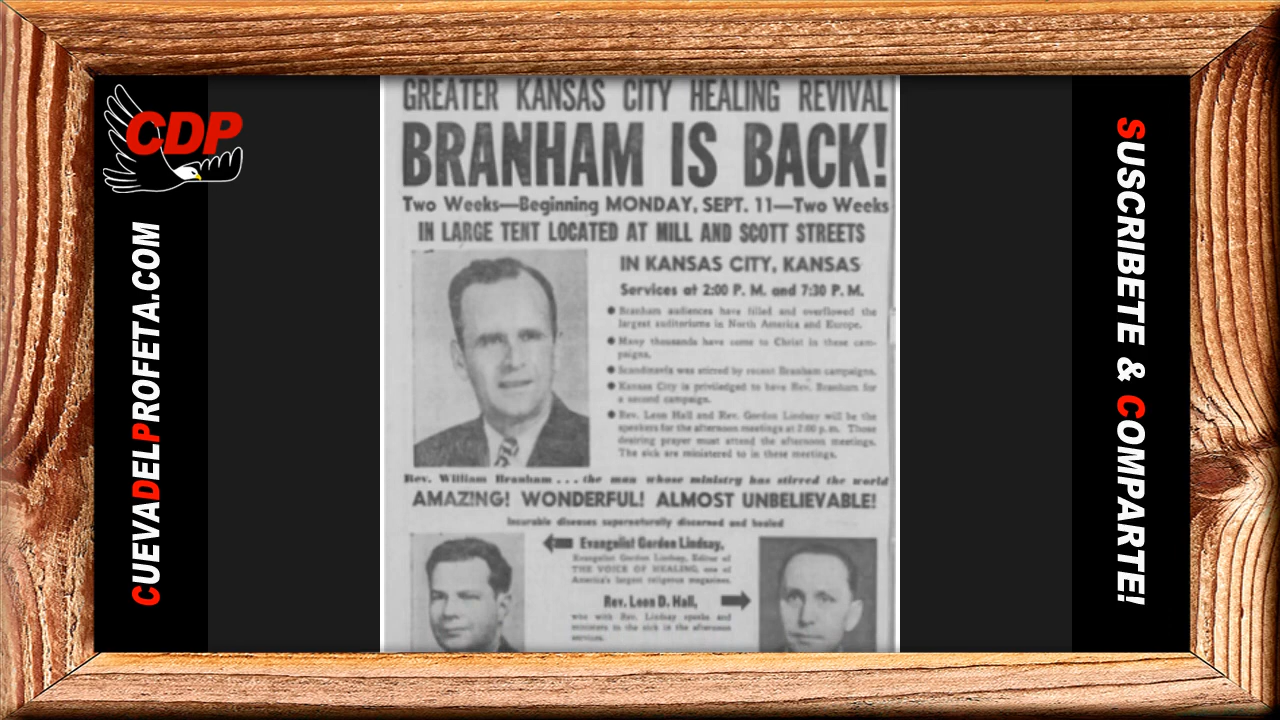 CDP
CUEVADELPROFETA.COM
GREATER KANSAS CITY HEALING REVIVAL
BRANHAM IS BACK!
Two Weeks—Beginning MONDAY, SEPT. 11—Two Weeks
IN LARGE TENT LOCATED AT MILL AND SCOTT STREETS
IN KANSAS CITY, KANSAS
Services at 2:00 P. M. and 7:30 P. M.
● Branham audiences have filled and overflowed the
largest auditoriums in North America and Europe.
● Many thousands have come to Christ in these cam-
paigns.
● Scandinavia was stirred by recent Branham campaigns.
● Kansas City is priviledged to have Rev. Branham for
a second campaign.
● Rev. Leon Hall and Rev. Gordon Lindsay will be the
speakers for the afternoon meetings at 2:00 p.m. Those
desiring prayer must attend the afternoon meetings.
The sick are ministered to in these meetings.
Rev. William Branham . . . the man whose ministry has stirred the world
AMAZING! WONDERFUL! ALMOST UNBELIEVABLE!
Incurable diseases supernaturally discerned and healed
Evangelist Gordon Lindsay,
Evangelist Gordon Lindsay, Editor of
THE VOICE OF HEALING, one of
America's largest religious magazines.
Rev. Leon D. Hall,
who with Rev. Lindsay speaks and
ministers to the sick in the afternoon
services.
SUSCRIBETE & COMPARTE!